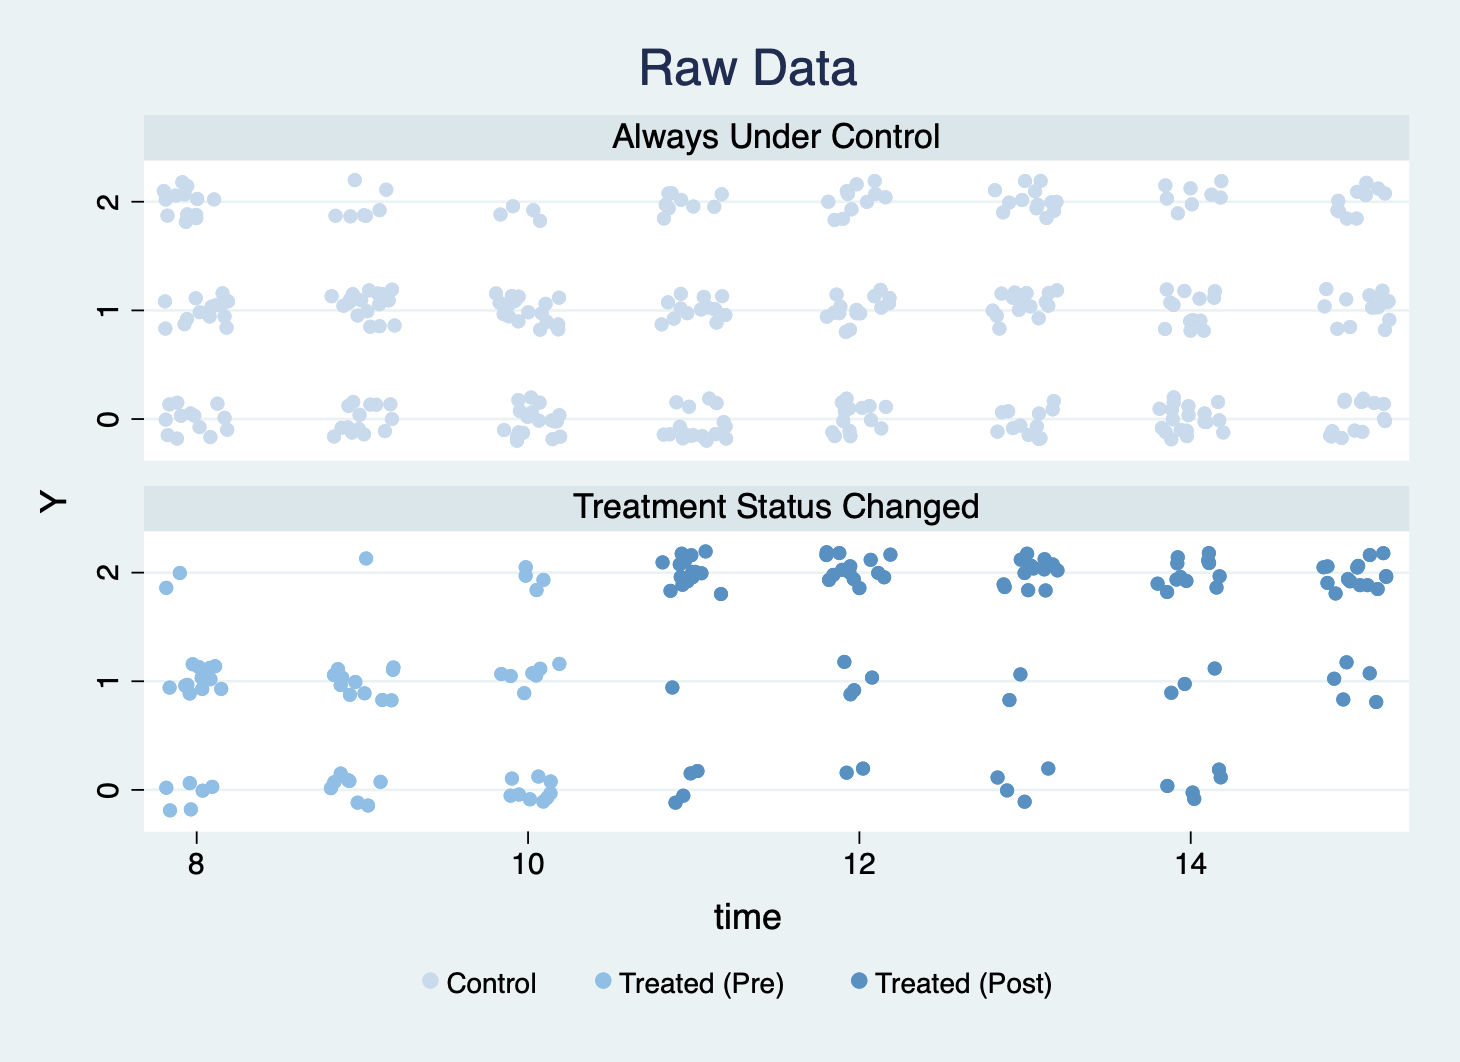 Raw Data
Always Under Control
2
1
0
Y
Treatment Status Changed
2
1
0
8 10 12 14
time
Control Treated (Pre) Treated (Post)